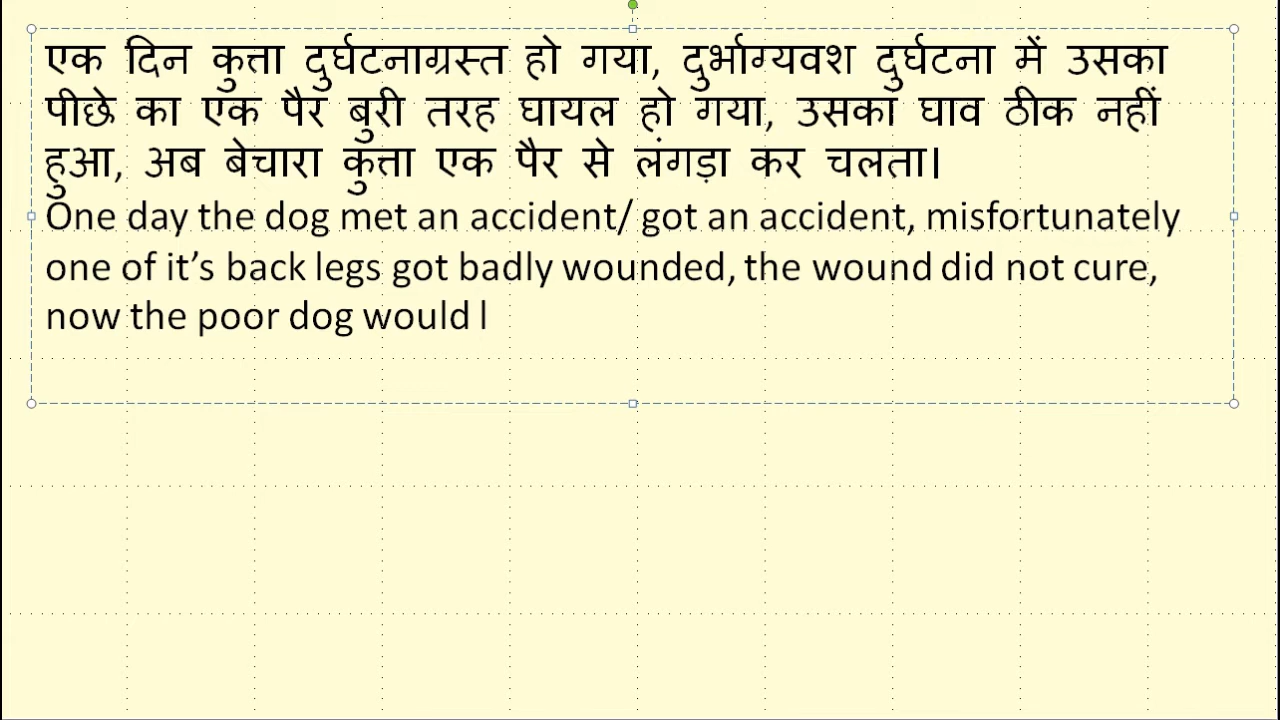 एक दिन कुत्ता दुर्घटनाग्रस्त हो गया, दुर्भाग्यवश दुर्घटना में उसका
पीछे का एक पैर बुरी तरह घायल हो गया, उसका घाव ठीक नहीं
हुआ, अब बेचारा कुत्ता एक पैर से लंगड़ा कर चलता।
One day the dog met an accident/ got an accident, misfortunately
one of it’s back legs got badly wounded, the wound did not cure,
now the poor dog would l